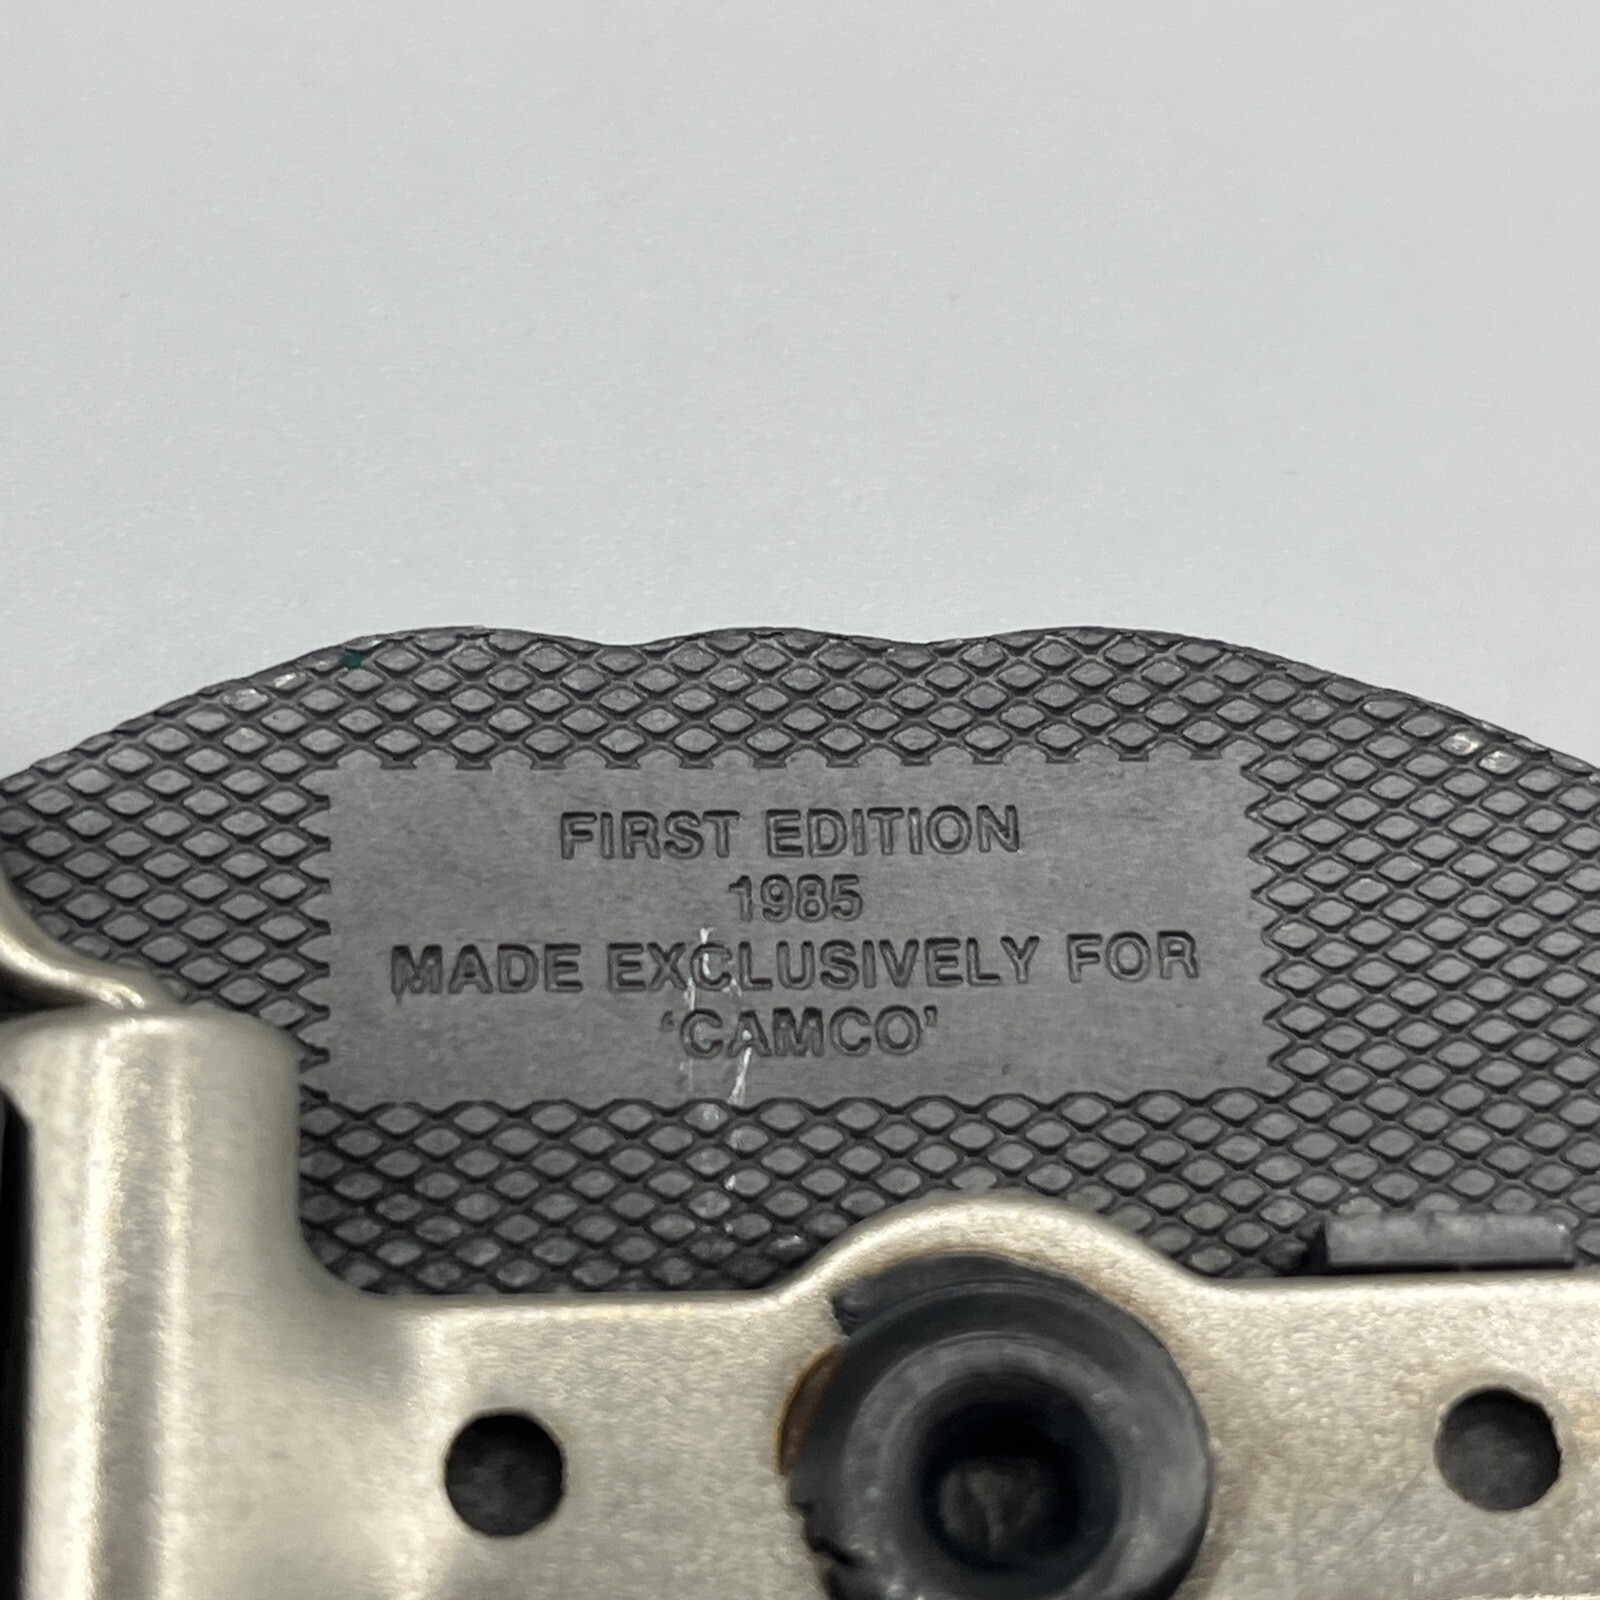 FIRST EDITION
1985
MADE EXCLUSIVELY FOR
'CAMCO'